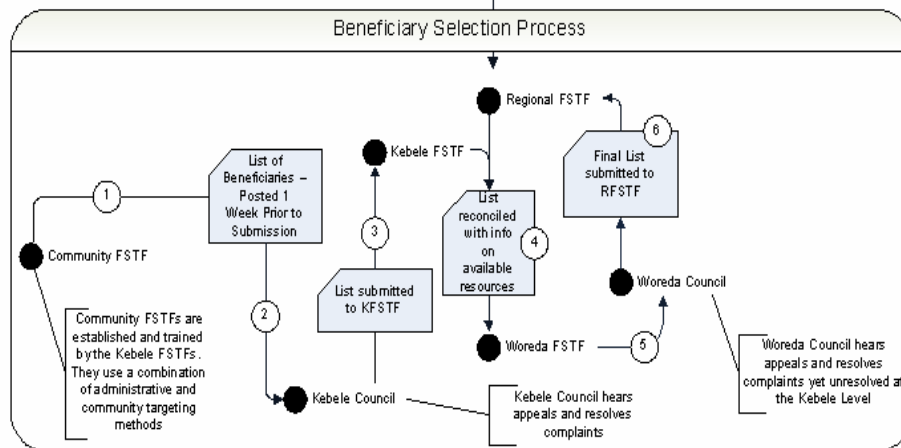 Beneficiary Selection Process
Regional FSTF
6
Kebele FSTF
Final List
submitted to
RFSTF
List of
Beneficiaries –
Posted 1
Week Prior to
Submission
1
List
reconciled
with info
on
available
resources
4
3
Community FSTF
Woreda Council
List submitted
to KFSTF
2
Woreda FSTF
5
Community FSTFs are
established and trained
by the Kebele FSTFs.
They use a combination
of administrative and
community targeting
methods
Woreda Council hears
appeals and resolves
complaints yet unresolved at
the Kebele Level
Kebele Council
Kebele Council hears
appeals and resolves
complaints